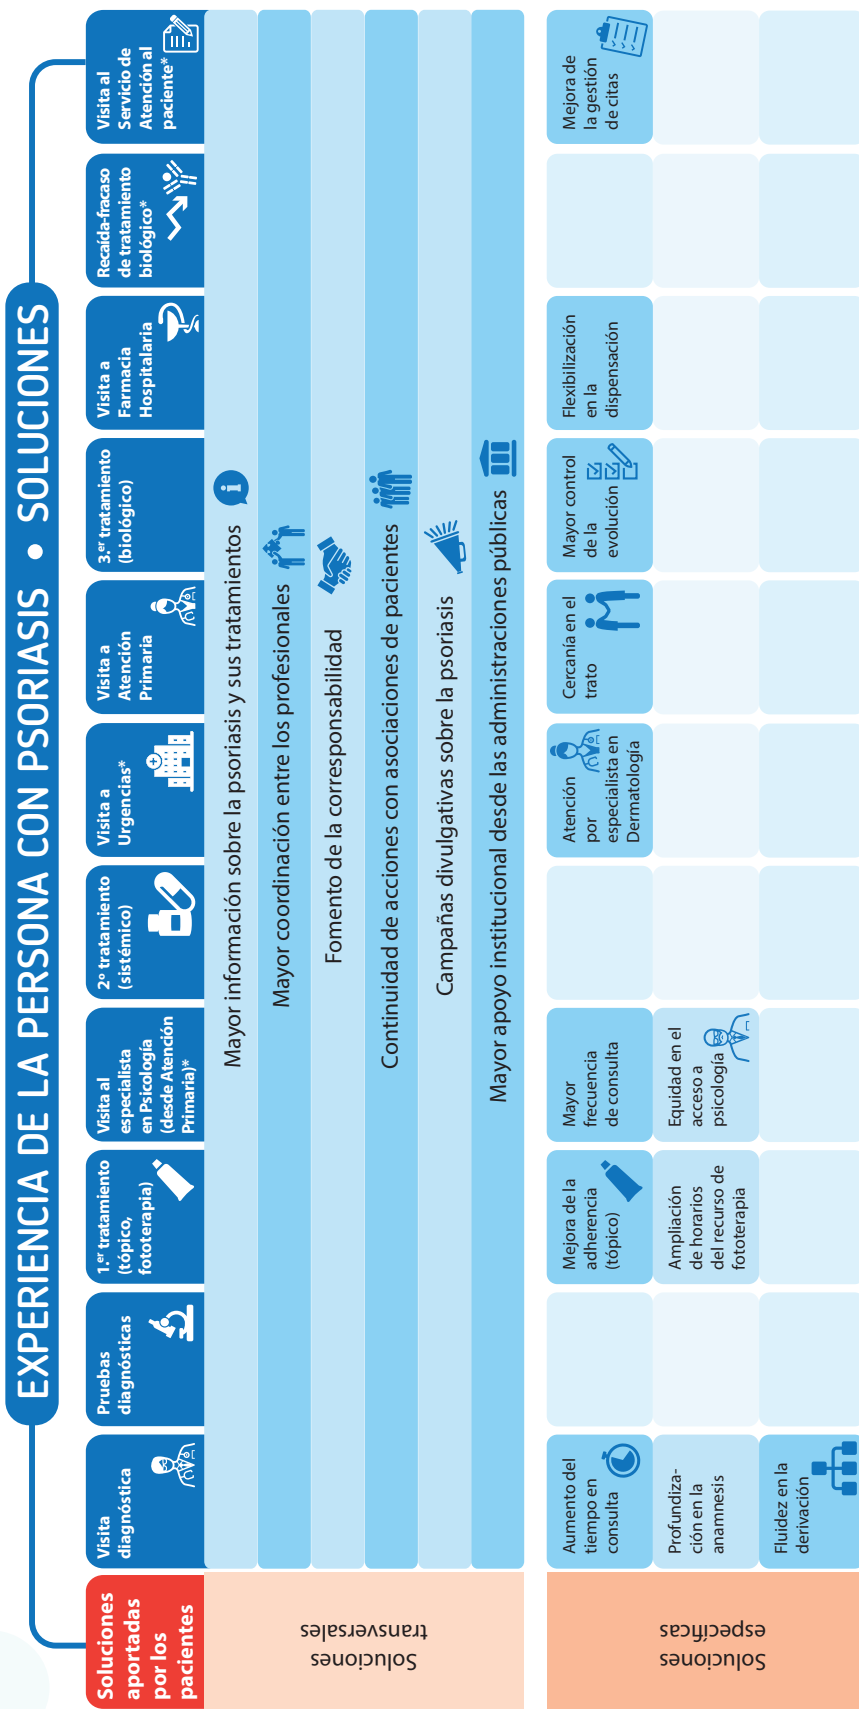 EXPERIENCIA DE LA PERSONA CON PSORIASIS • SOLUCIONES
Soluciones
aportadas
por los
pacientes
Visita
diagnóstica
Pruebas
diagnósticas
1.er tratamiento
(tópico,
fototerapia)
Visita al
especialista
en Psicología
(desde Atención
Primaria)*
2º tratamiento
(sistémico)
Visita a
Urgencias*
Visita a
Atención
Primaria
3.er tratamiento
(biológico)
Visita a
Farmacia
Hospitalaria
Recaída-fracaso
de tratamiento
biológico*
Visita al
Servicio de
Atención al
paciente*
Soluciones
transversales
Mayor información sobre la psoriasis y sus tratamientos
Mayor coordinación entre los profesionales
Fomento de la corresponsabilidad
Continuidad de acciones con asociaciones de pacientes
Campañas divulgativas sobre la psoriasis
Mayor apoyo institucional desde las administraciones públicas
Soluciones
específicas
Aumento del
tiempo en
consulta
Mejora de la
adherencia
(tópico)
Mayor
frecuencia
de consulta
Atención
por
especialista en
Dermatología
Cercanía en el
trato
Mayor control
de la
evolución
Flexibilización
en la
dispensación
Mejora de
la gestión
de citas
Profundiza-
ción en la
anamnesis
Ampliación
de horarios
del recurso de
fototerapia
Equidad en el
acceso a
psicología
Fluidez en la
derivación